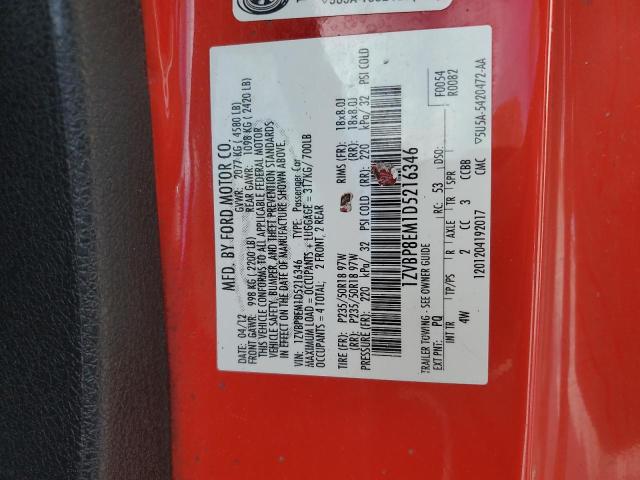 MFD. BY FORD MOTOR CO.
DATE: 04/12 GVWR: 2077 KG ( 4580 LB)
FRONT GAWR: 998 KG ( 2200 LB) REAR GAWR: 1098 KG ( 2420 LB)
THIS VEHICLE CONFORMS TO ALL APPLICABLE FEDERAL MOTOR
VEHICLE SAFETY, BUMPER, AND THEFT PREVENTION STANDARDS
IN EFFECT ON THE DATE OF MANUFACTURE SHOWN ABOVE.
VIN: 1ZVBP8EM1D5216346 TYPE: Passenger Car
MAXIMUM LOAD = OCCUPANTS + LUGGAGE = 317KG/ 700LB
OCCUPANTS = 4 TOTAL: 2 FRONT, 2 REAR
TIRE (FR): P235/50R18 97W RIMS (FR): 18x8.0J
(RR): P235/50R18 97W (RR): 18x8.0J
PRESSURE (FR): 220 kPa/ 32 PSI COLD (RR): 220 kPa/ 32 PSI COLD
1ZVBP8EM1D5216346
TRAILER TOWING - SEE OWNER GUIDE
F0054
R0082
EXT PNT: PQ RC: 53 DSO:
INT TR TP/PS R AXLE TR SPR
4W 2 CC 3 CCBB
1201204192017 CMC
▽5U5A-5420472-AA